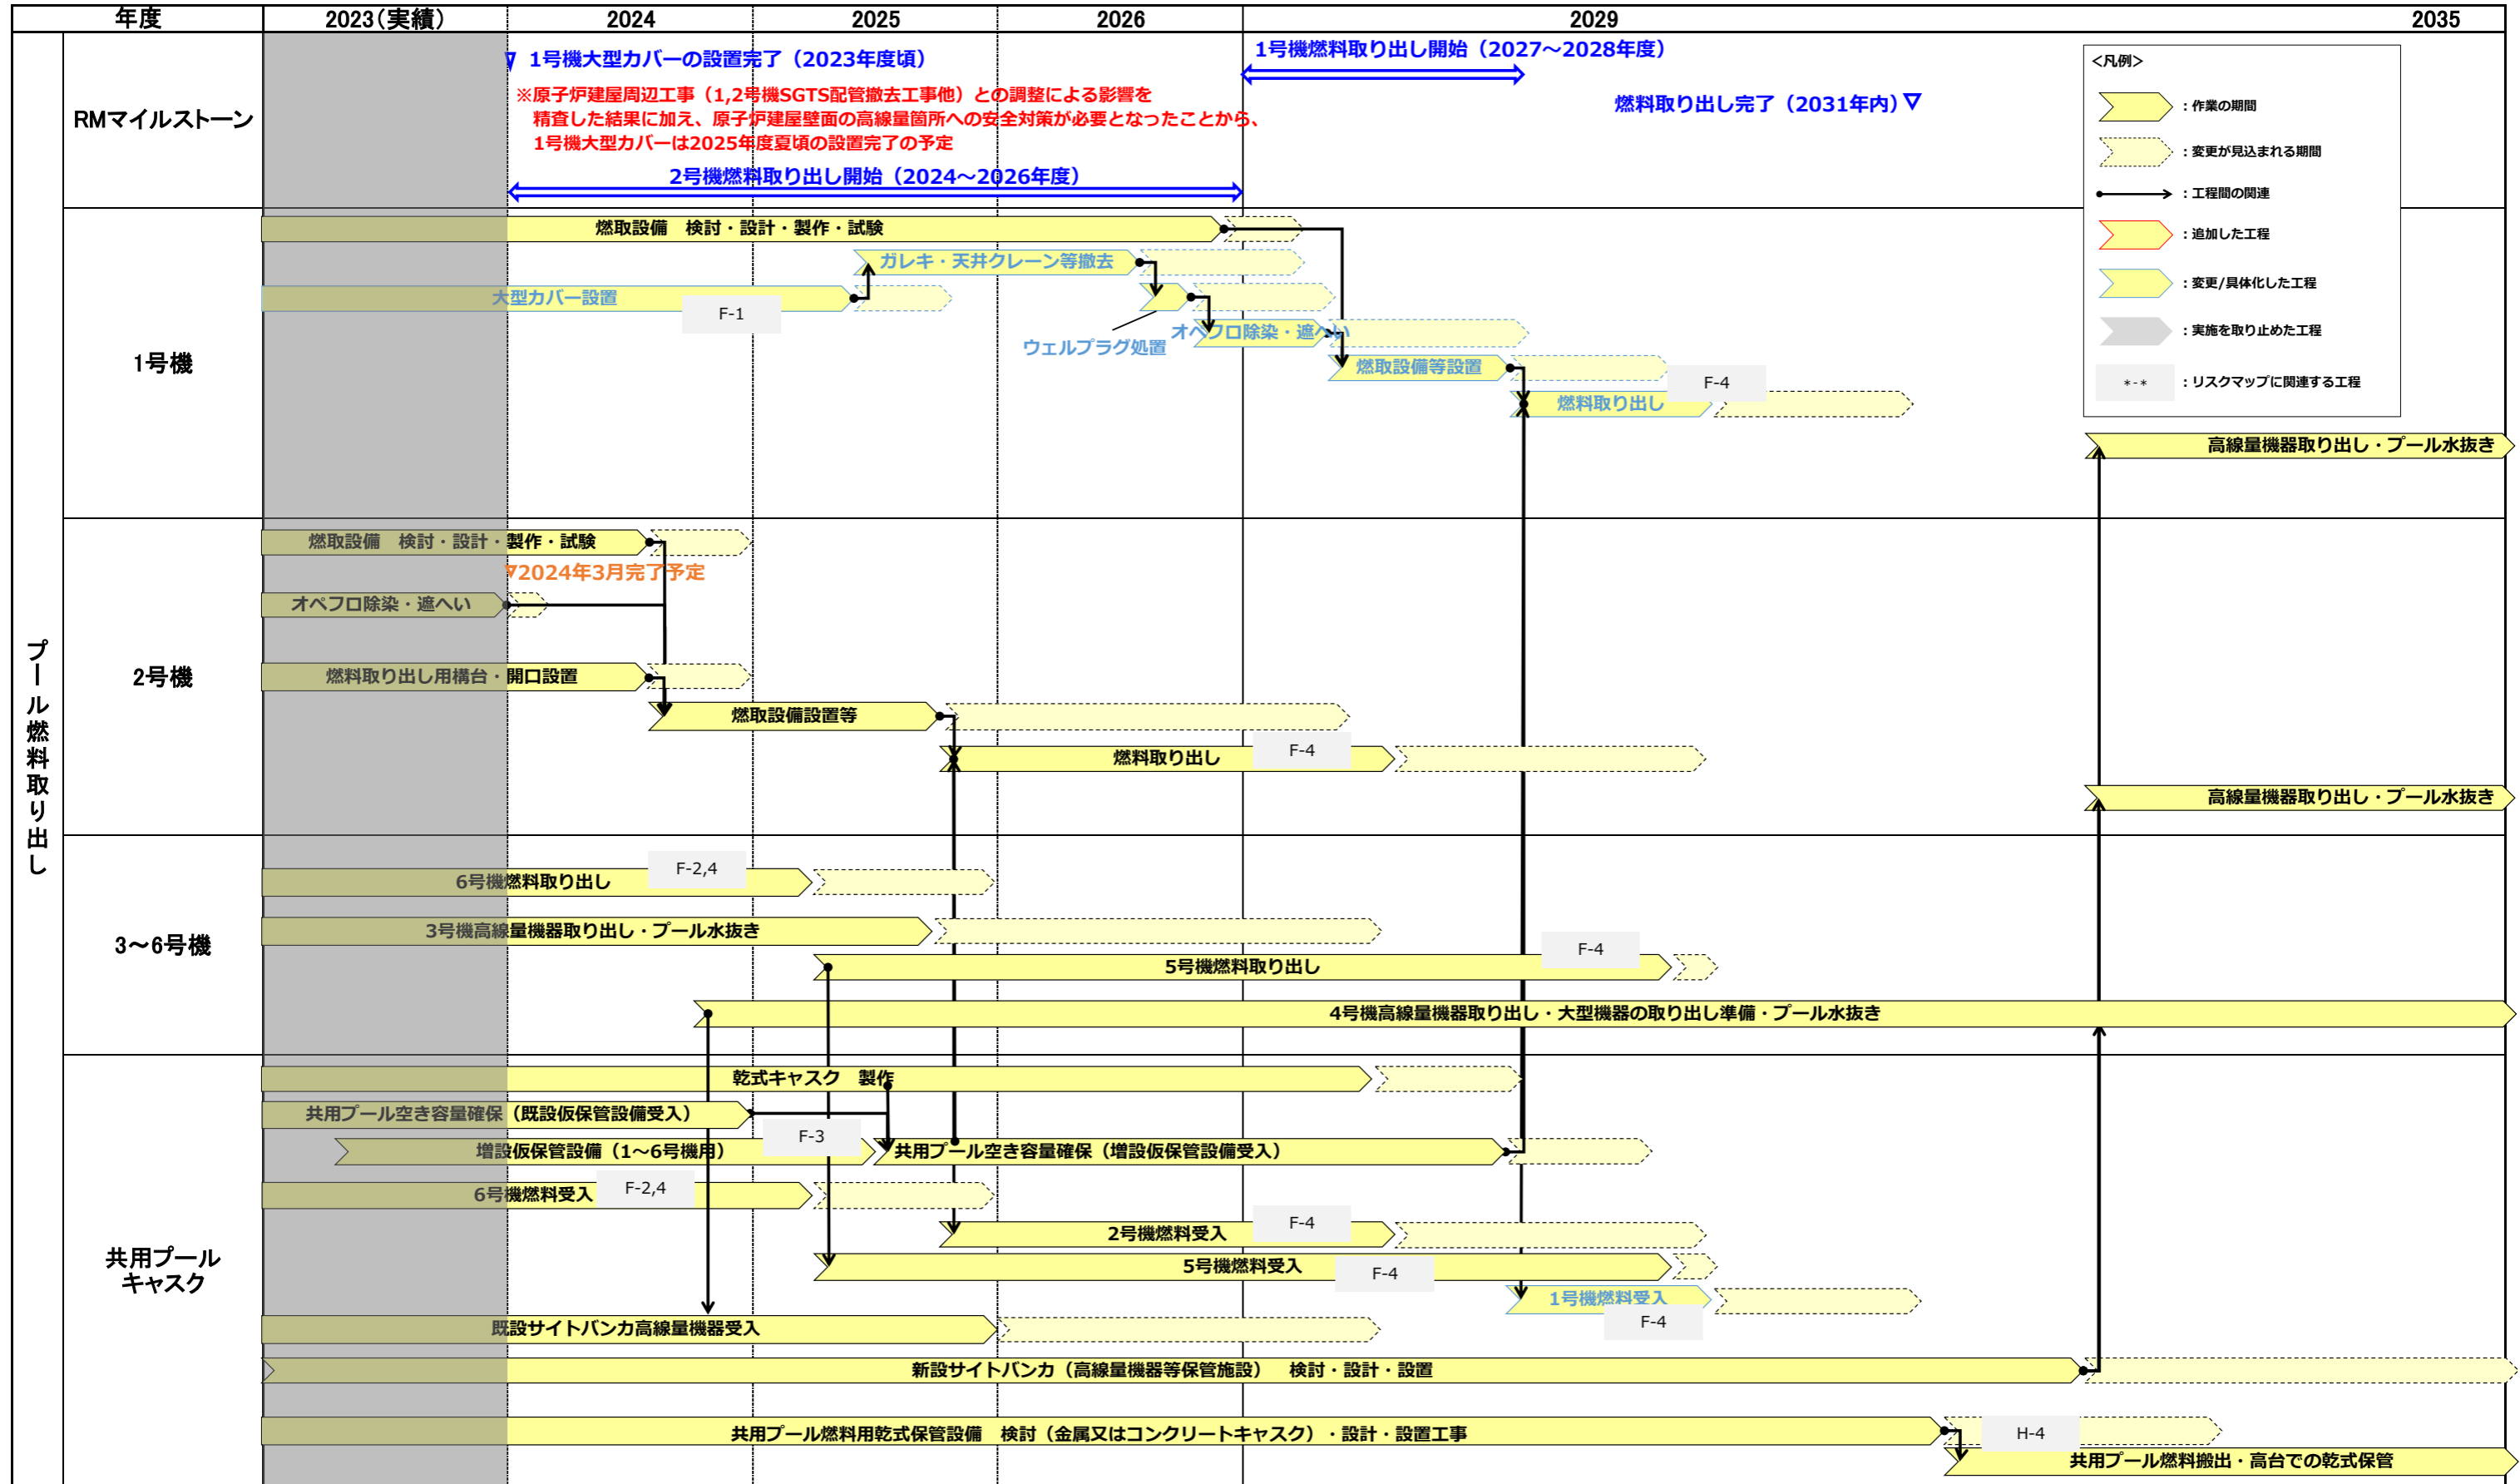 年度
2023(実績)
2024
2025
2026
2029
2035
プール燃料取り出し
RMマイルストーン
1号機大型カバーの設置完了（2023年度頃）
※原子炉建屋周辺工事（1,2号機SGTS配管撤去工事他）との調整による影響を
精査した結果に加え、原子炉建屋壁面の高線量箇所への安全対策が必要となったことから、
1号機大型カバーは2025年度夏頃の設置完了の予定
2号機燃料取り出し開始（2024～2026年度）
1号機燃料取り出し開始（2027～2028年度）
燃料取り出し完了（2031年内）▽
＜凡例＞
：作業の期間
：変更が見込まれる期間
：工程間の関連
：追加した工程
：変更/具体化した工程
：実施を取り止めた工程
*-*
：リスクマップに関連する工程
1号機
燃取設備　検討・設計・製作・試験
ガレキ・天井クレーン等撤去
大型カバー設置
F-1
ウェルプラグ処置
オペフロ除染・遮へい
燃取設備等設置
F-4
燃料取り出し
高線量機器取り出し・プール水抜き
2号機
燃取設備　検討・設計・製作・試験
▽2024年3月完了予定
オペフロ除染・遮へい
燃料取り出し用構台・開口設置
燃取設備設置等
燃料取り出し
F-4
高線量機器取り出し・プール水抜き
3～6号機
F-2,4
6号機燃料取り出し
3号機高線量機器取り出し・プール水抜き
F-4
5号機燃料取り出し
4号機高線量機器取り出し・大型機器の取り出し準備・プール水抜き
共用プール
キャスク
乾式キャスク　製作
共用プール空き容量確保（既設仮保管設備受入）
F-3
増設仮保管設備（1～6号機用）
共用プール空き容量確保（増設仮保管設備受入）
6号機燃料受入
F-2,4
2号機燃料受入
F-4
5号機燃料受入
F-4
1号機燃料受入
F-4
既設サイトバンカ高線量機器受入
新設サイトバンカ（高線量機器等保管施設）　検討・設計・設置
共用プール燃料用乾式保管設備　検討（金属又はコンクリートキャスク）・設計・設置工事
H-4
共用プール燃料搬出・高台での乾式保管